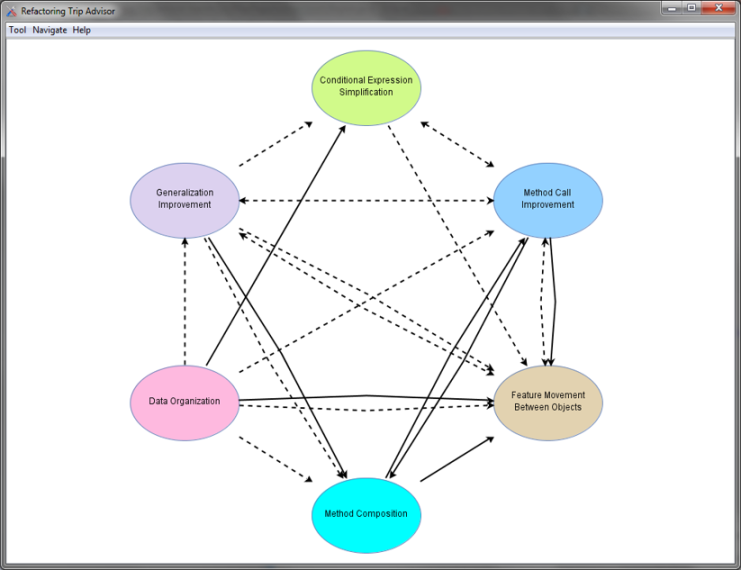 Refactoring Trip Advisor
Tool Navigate Help
Conditional Expression
Simplification
Generalization
Improvement
Method Call
Improvement
Data Organization
Feature Movement
Between Objects
Method Composition